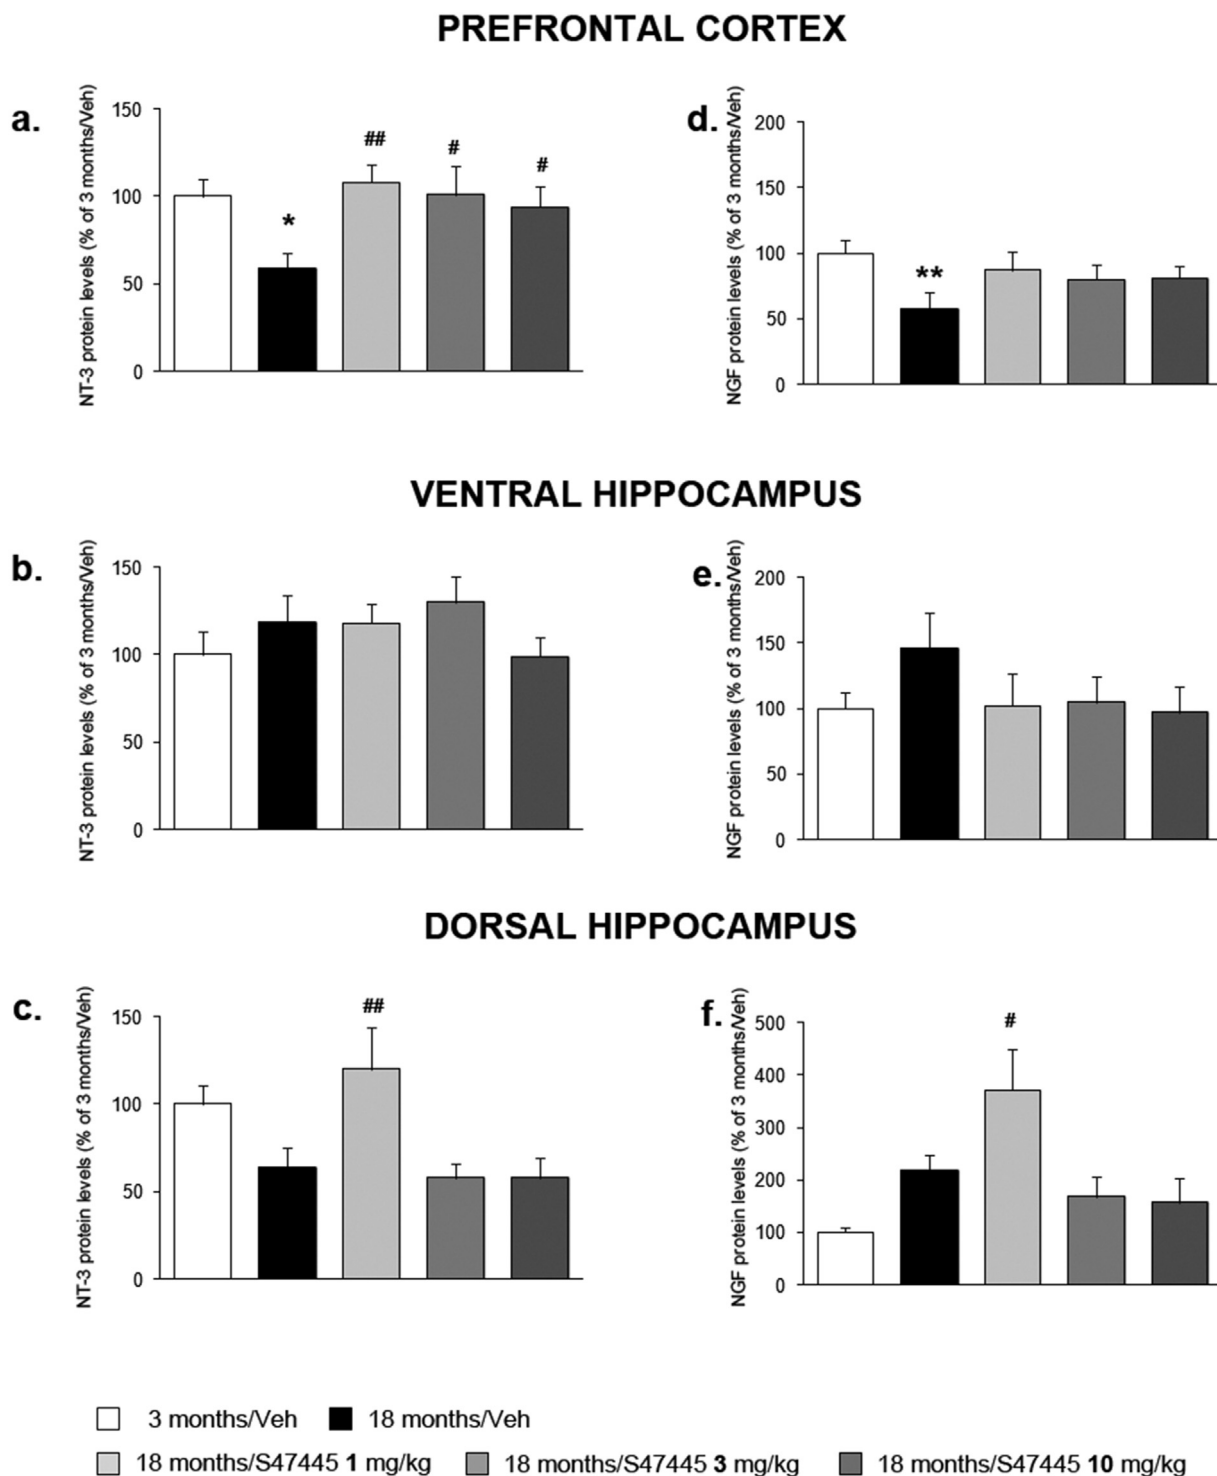 PREFRONTAL CORTEX
a.
NT-3 protein levels (% of 3 months/Veh)
150
100
50
0
*
##
#
#
d.
NGF protein levels (% of 3 months/Veh)
200
150
100
50
0
**
VENTRAL HIPPOCAMPUS
b.
NT-3 protein levels (% of 3 months/Veh)
150
100
50
0
e.
NGF protein levels (% of 3 months/Veh)
200
150
100
50
0
DORSAL HIPPOCAMPUS
c.
NT-3 protein levels (% of 3 months/Veh)
150
100
50
0
##
f.
NGF protein levels (% of 3 months/Veh)
500
400
300
200
100
0
#
3 months/Veh 18 months/Veh
18 months/S47445 1 mg/kg 18 months/S47445 3 mg/kg 18 months/S47445 10 mg/kg